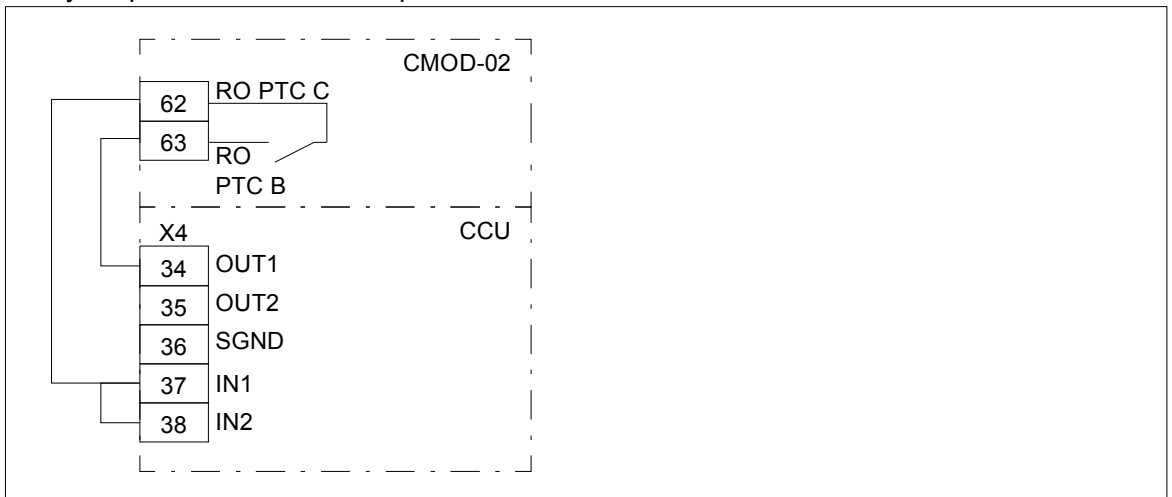 CMOD-02
62 RO PTC C
63 RO
PTC B
X4 CCU
34 OUT1
35 OUT2
36 SGND
37 IN1
38 IN2